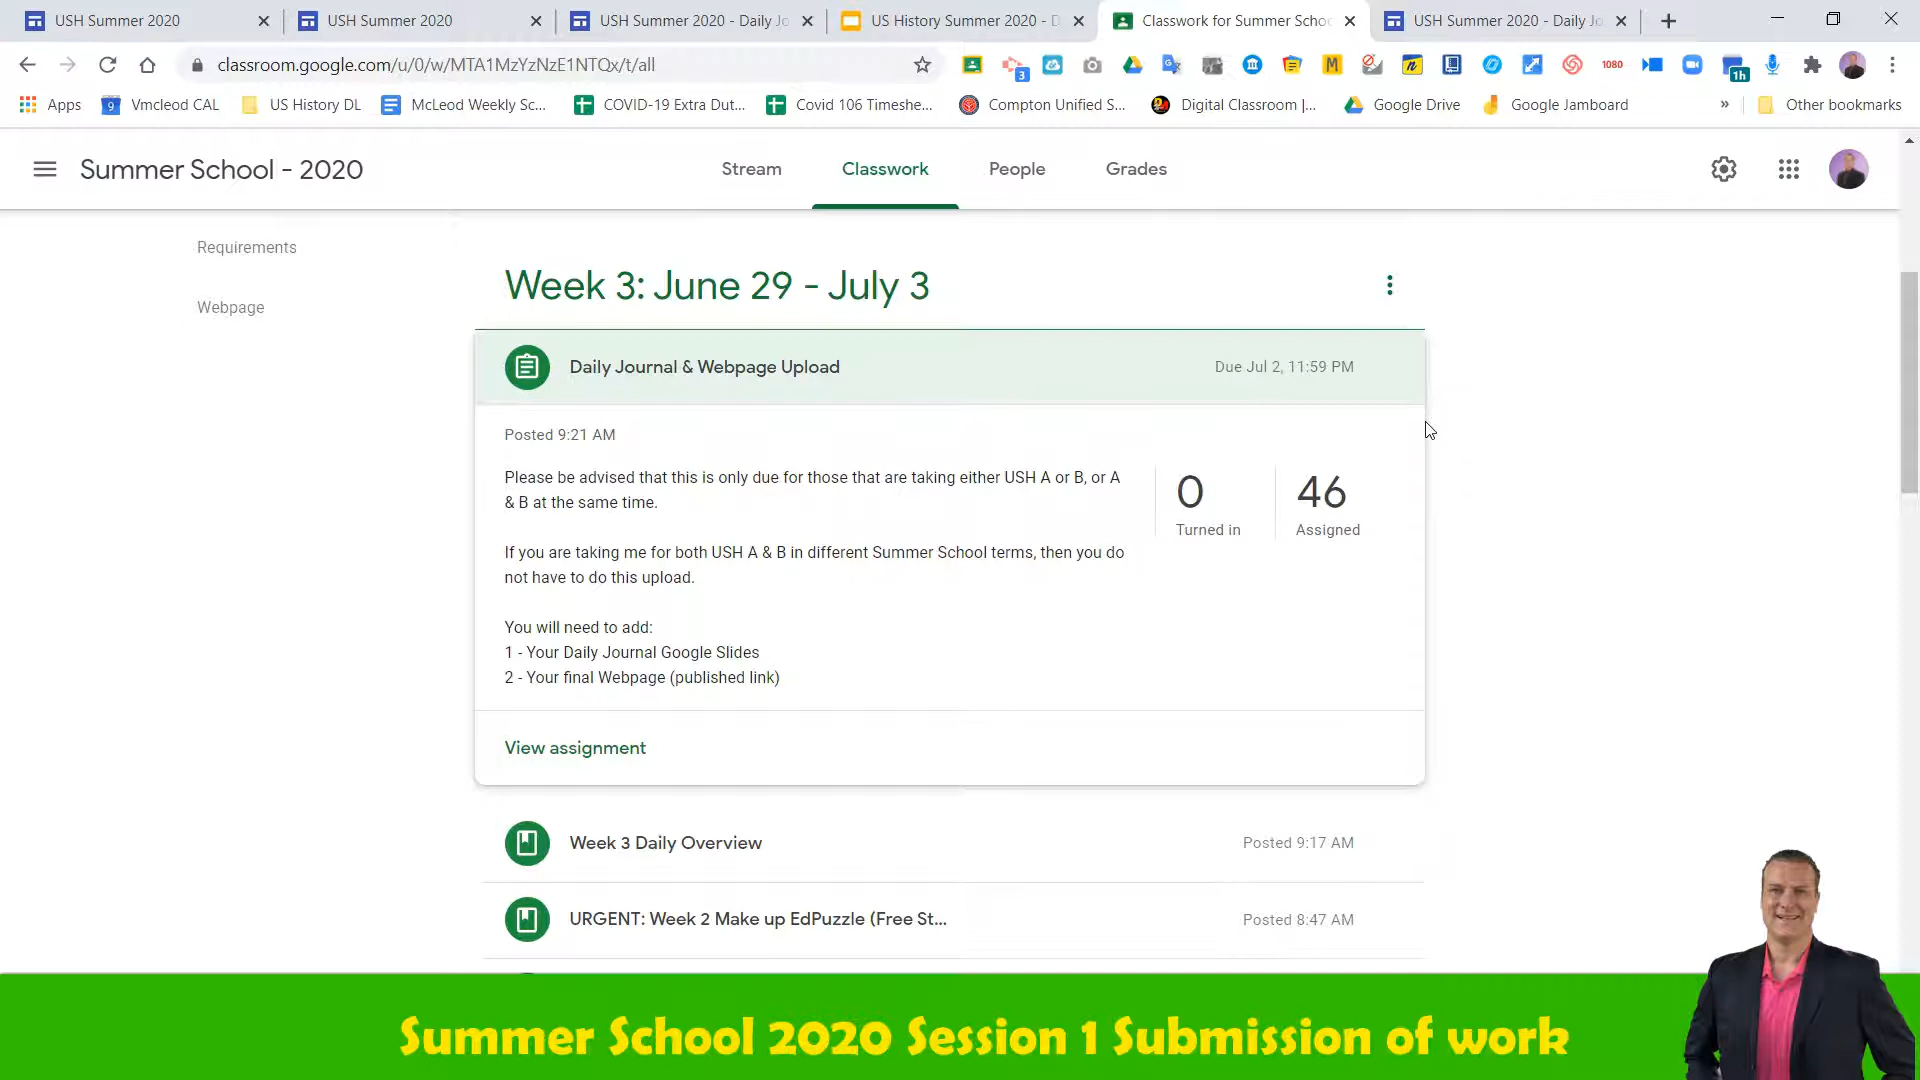 USH Summer 2020
USH Summer 2020
USH Summer 2020 - Daily Jo
US History Summer 2020 - D
Classwork for Summer Schoo
USH Summer 2020 - Daily Jo
classroom.google.com/u/0/w/MTA1MzYzNzE1NTQx/t/all
3
1080
1h
Apps
9
Vmcleod CAL
US History DL
McLeod Weekly Sc...
COVID-19 Extra Dut...
Covid 106 Timeshe...
Compton Unified S...
Digital Classroom |...
Google Drive
Google Jamboard
»
Other bookmarks
Summer School - 2020
Stream
Classwork
People
Grades
Requirements
Webpage
Week 3: June 29 - July 3
Daily Journal & Webpage Upload
Due Jul 2, 11:59 PM
Posted 9:21 AM
Please be advised that this is only due for those that are taking either USH A or B, or A
& B at the same time.
If you are taking me for both USH A & B in different Summer School terms, then you do
not have to do this upload.
You will need to add:
1 - Your Daily Journal Google Slides
2 - Your final Webpage (published link)
0
Turned in
46
Assigned
View assignment
Week 3 Daily Overview
Posted 9:17 AM
URGENT: Week 2 Make up EdPuzzle (Free St...
Posted 8:47 AM
Summer School 2020 Session 1 Submission of work